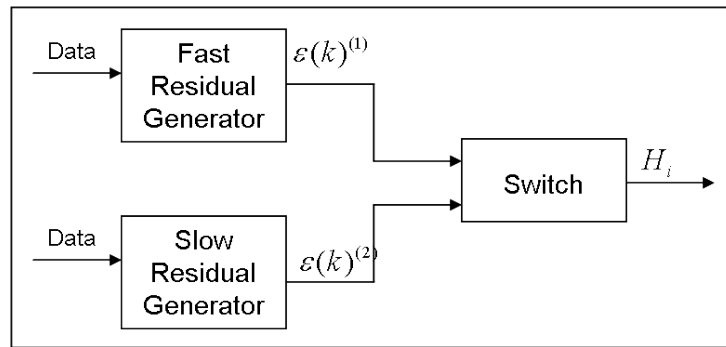 Data
Fast
Residual
Generator
ε(k)⁽¹⁾
Switch
H_i
Data
Slow
Residual
Generator
ε(k)⁽²⁾